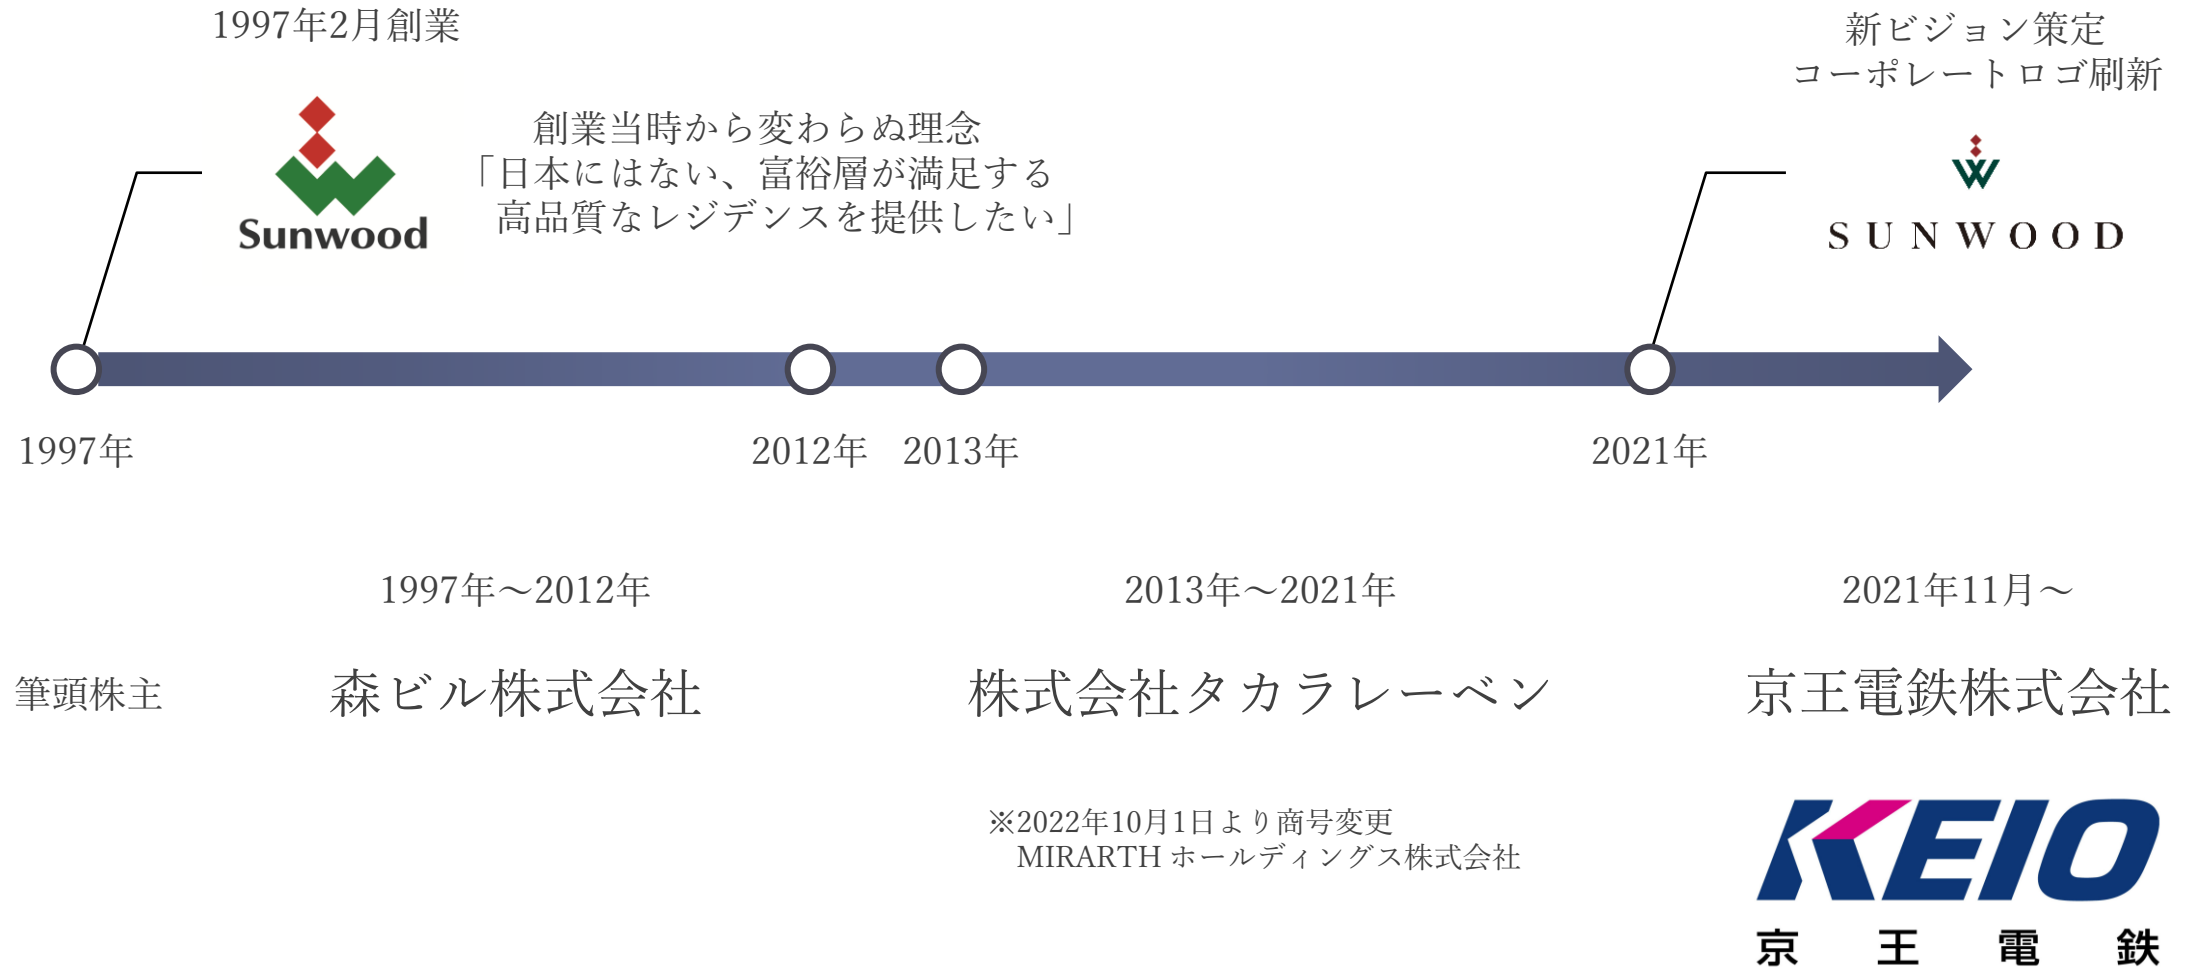 1997年2月創業
新ビジョン策定
コーポレートロゴ刷新
Sunwood
創業当時から変わらぬ理念
「日本にはない、富裕層が満足する
高品質なレジデンスを提供したい」
SUNWOOD
1997年
2012年
2013年
2021年
1997年～2012年
2013年～2021年
2021年11月～
筆頭株主
森ビル株式会社
株式会社タカラレーベン
京王電鉄株式会社
※2022年10月1日より商号変更
MIRARTH ホールディングス株式会社
KEIO
京王電鉄